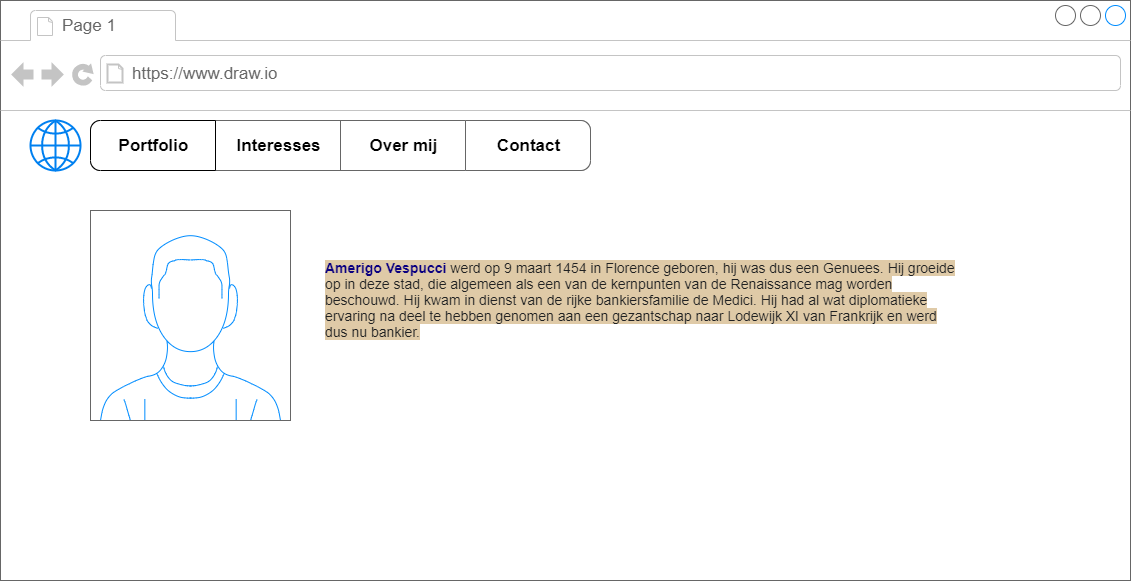 Page 1
https://www.draw.io
Portfolio Interesses Over mij Contact
Amerigo Vespucci werd op 9 maart 1454 in Florence geboren, hij was dus een Genuees. Hij groeide
op in deze stad, die algemeen als een van de kernpunten van de Renaissance mag worden
beschouwd. Hij kwam in dienst van de rijke bankiersfamilie de Medici. Hij had al wat diplomatieke
ervaring na deel te hebben genomen aan een gezantschap naar Lodewijk XI van Frankrijk en werd
dus nu bankier.